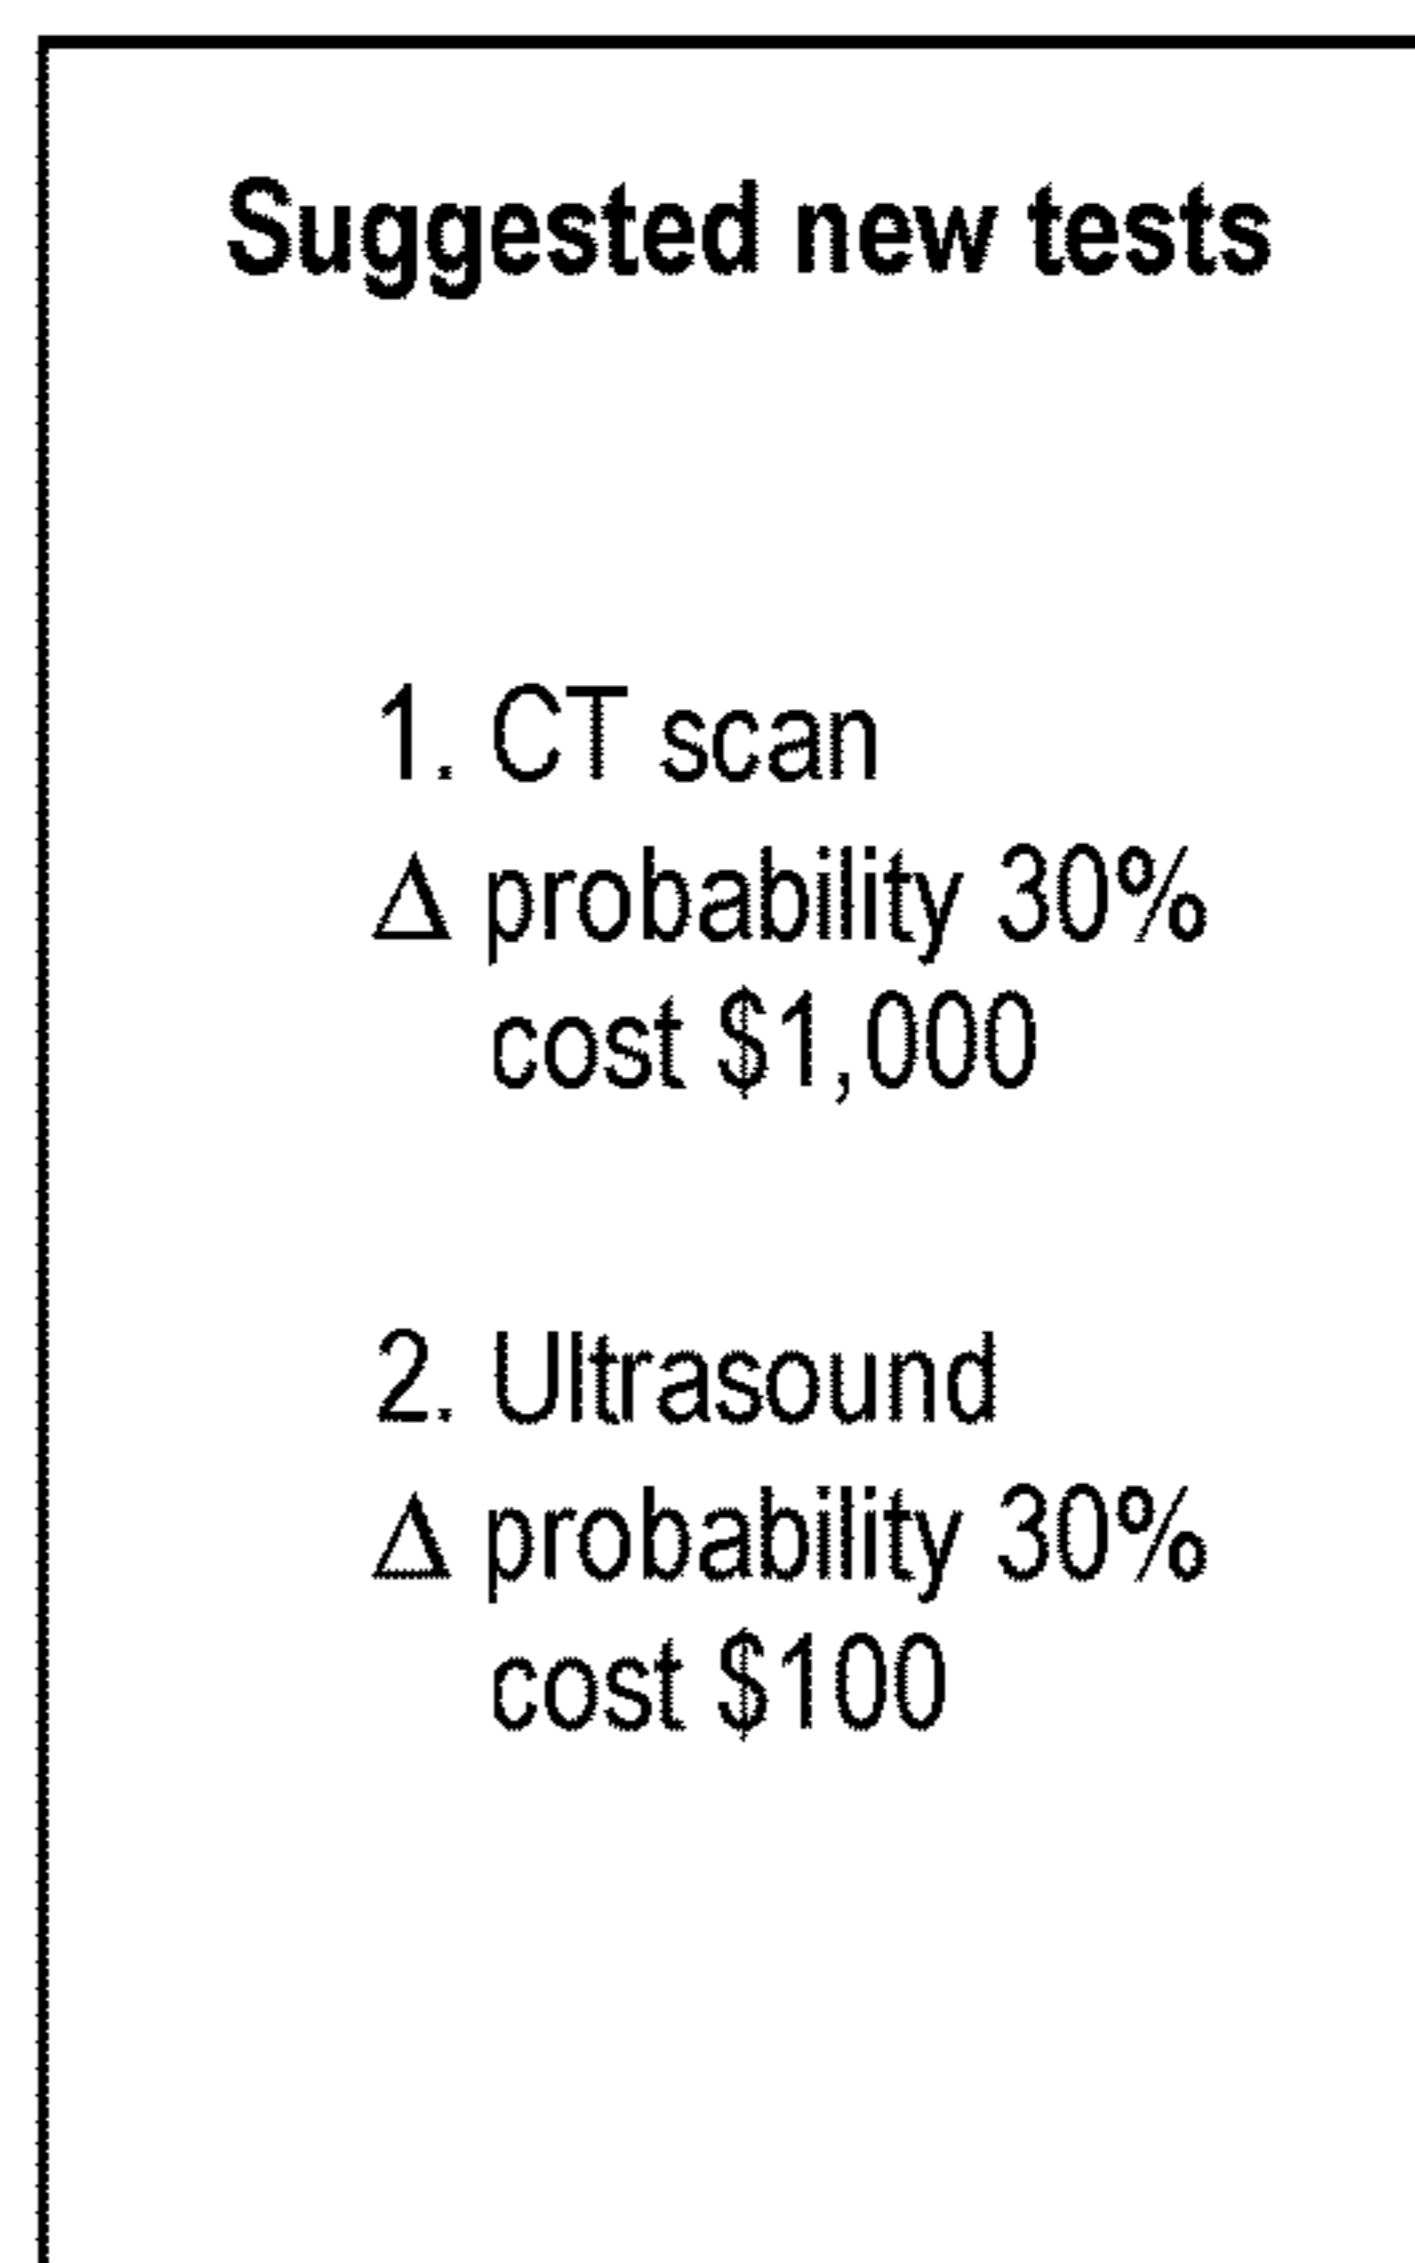 Suggested new tests
1. CT scan
Δ probability 30%
cost $1,000
2. Ultrasound
Δ probability 30%
cost $100